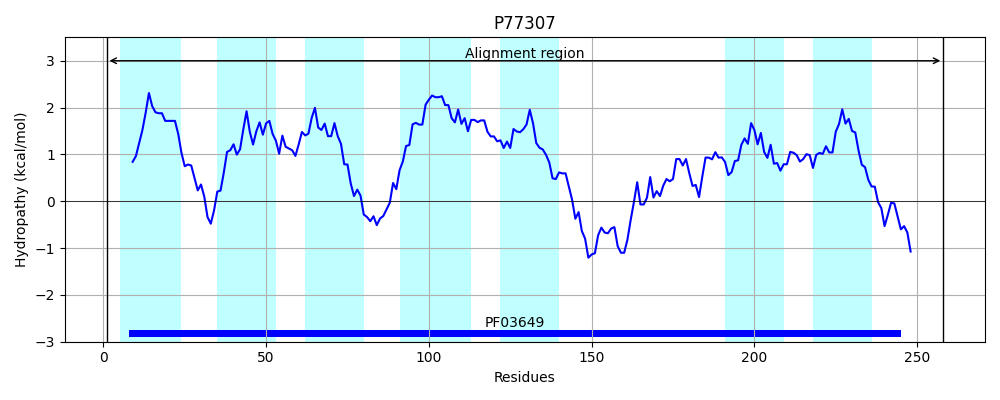 P77307
Alignment region
3
2
1
0
−1
−2
−3
Hydropathy (kcal/mol)
PF03649
0 50 100 150 200 250
Residues